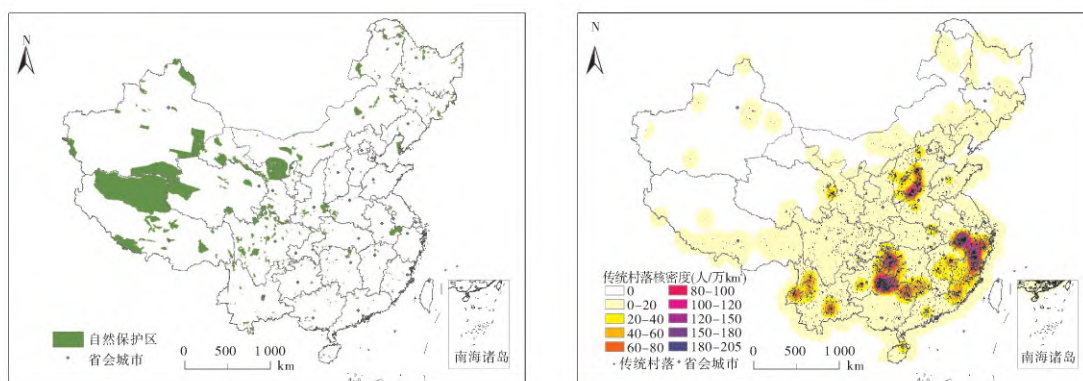 N
自然保护区
省会城市
0 500 1 000
km
南海诸岛
N
传统村落核密度(人/万km²)
0 80-100
0-20 100-120
20-40 120-150
40-60 150-180
60-80 180-205
传统村落 省会城市
0 500 1 000
km
南海诸岛